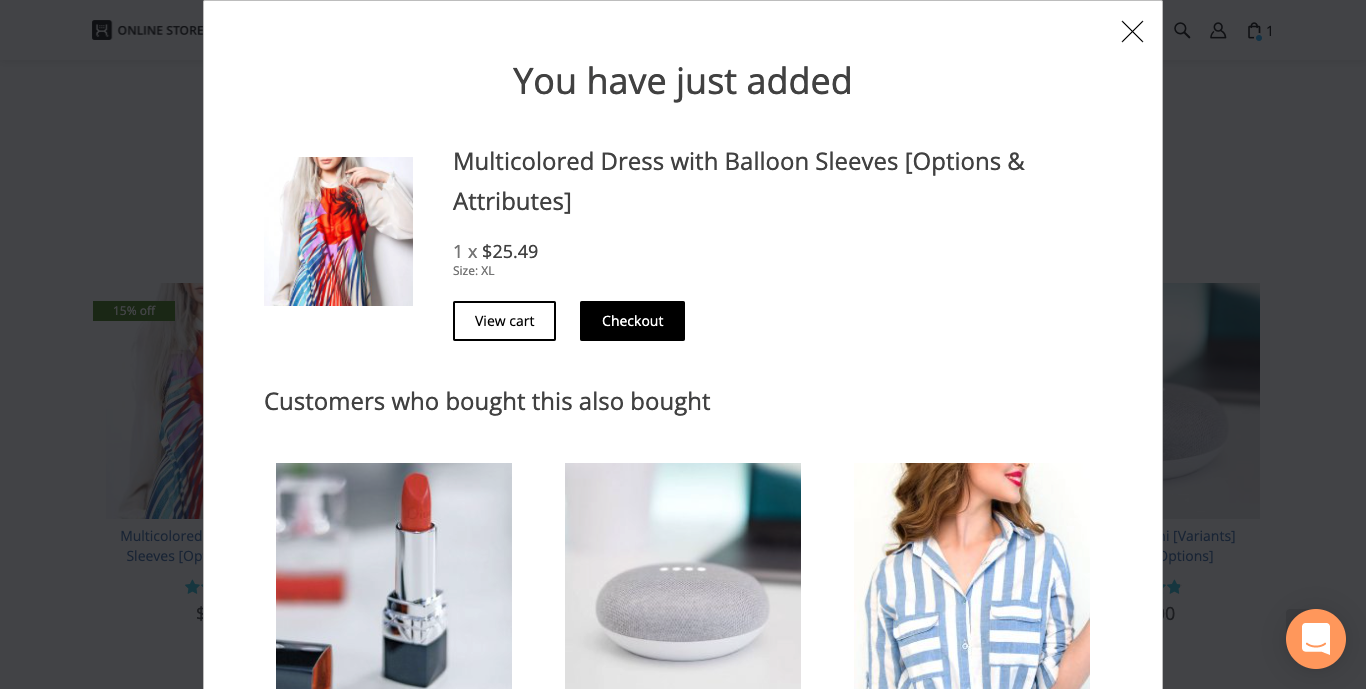 ONLINE STORE
1
You have just added
Multicolored Dress with Balloon Sleeves [Options &
Attributes]
1 x $25.49
Size: XL
View cart
Checkout
15% off
Customers who bought this also bought
Multicolored
Sleeves [Op
[Variants]
Options]
$